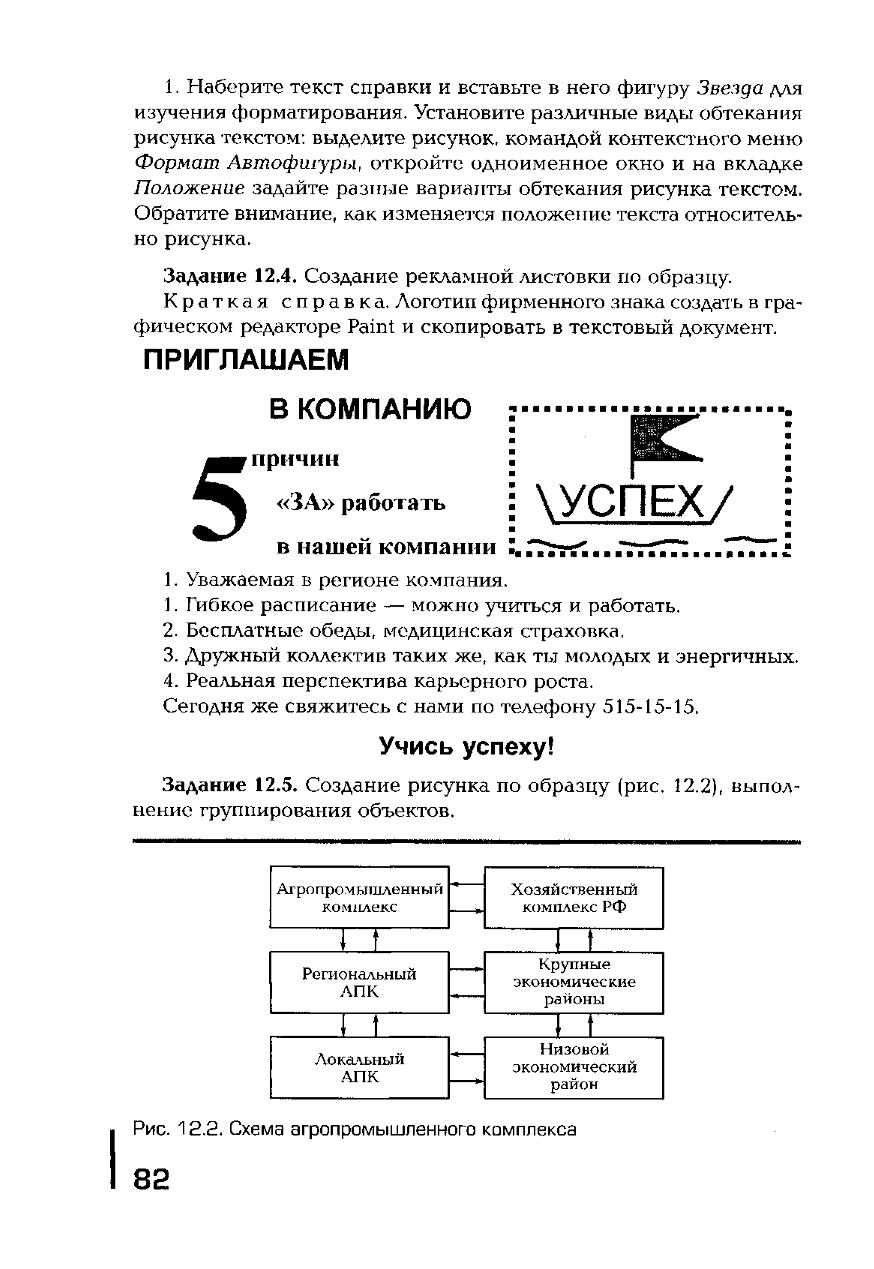 1. Наберите текст справки и вставьте в него фигуру Звезда для
изучения форматирования. Установите различные виды обтекания
рисунка текстом: выделите рисунок, командой контекстного меню
Формат Автофигуры, откройте одноименное окно и на вкладке
Положение задайте разные варианты обтекания рисунка текстом.
Обратите внимание, как изменяется положение текста относитель-
но рисунка.
Задание 12.4. Создание рекламной листовки по образцу.
Краткая справка. Логотип фирменного знака создать в гра-
фическом редакторе Paint и скопировать в текстовый документ.
ПРИГЛАШАЕМ
В КОМПАНИЮ
5 причин
«ЗА» работать
в нашей компании
УСПЕХ
1. Уважаемая в регионе компания.
1. Гибкое расписание — можно учиться и работать.
2. Бесплатные обеды, медицинская страховка.
3. Дружный коллектив таких же, как ты молодых и энергичных.
4. Реальная перспектива карьерного роста.
Сегодня же свяжитесь с нами по телефону 515-15-15.
Учись успеху!
Задание 12.5. Создание рисунка по образцу (рис. 12.2), выпол-
нение группирования объектов.
Агропромышленный
комплекс
Хозяйственный
комплекс РФ
Региональный
АПК
Крупные
экономические
районы
Локальный
АПК
Низовой
экономический
район
Рис. 12.2. Схема агропромышленного комплекса
82